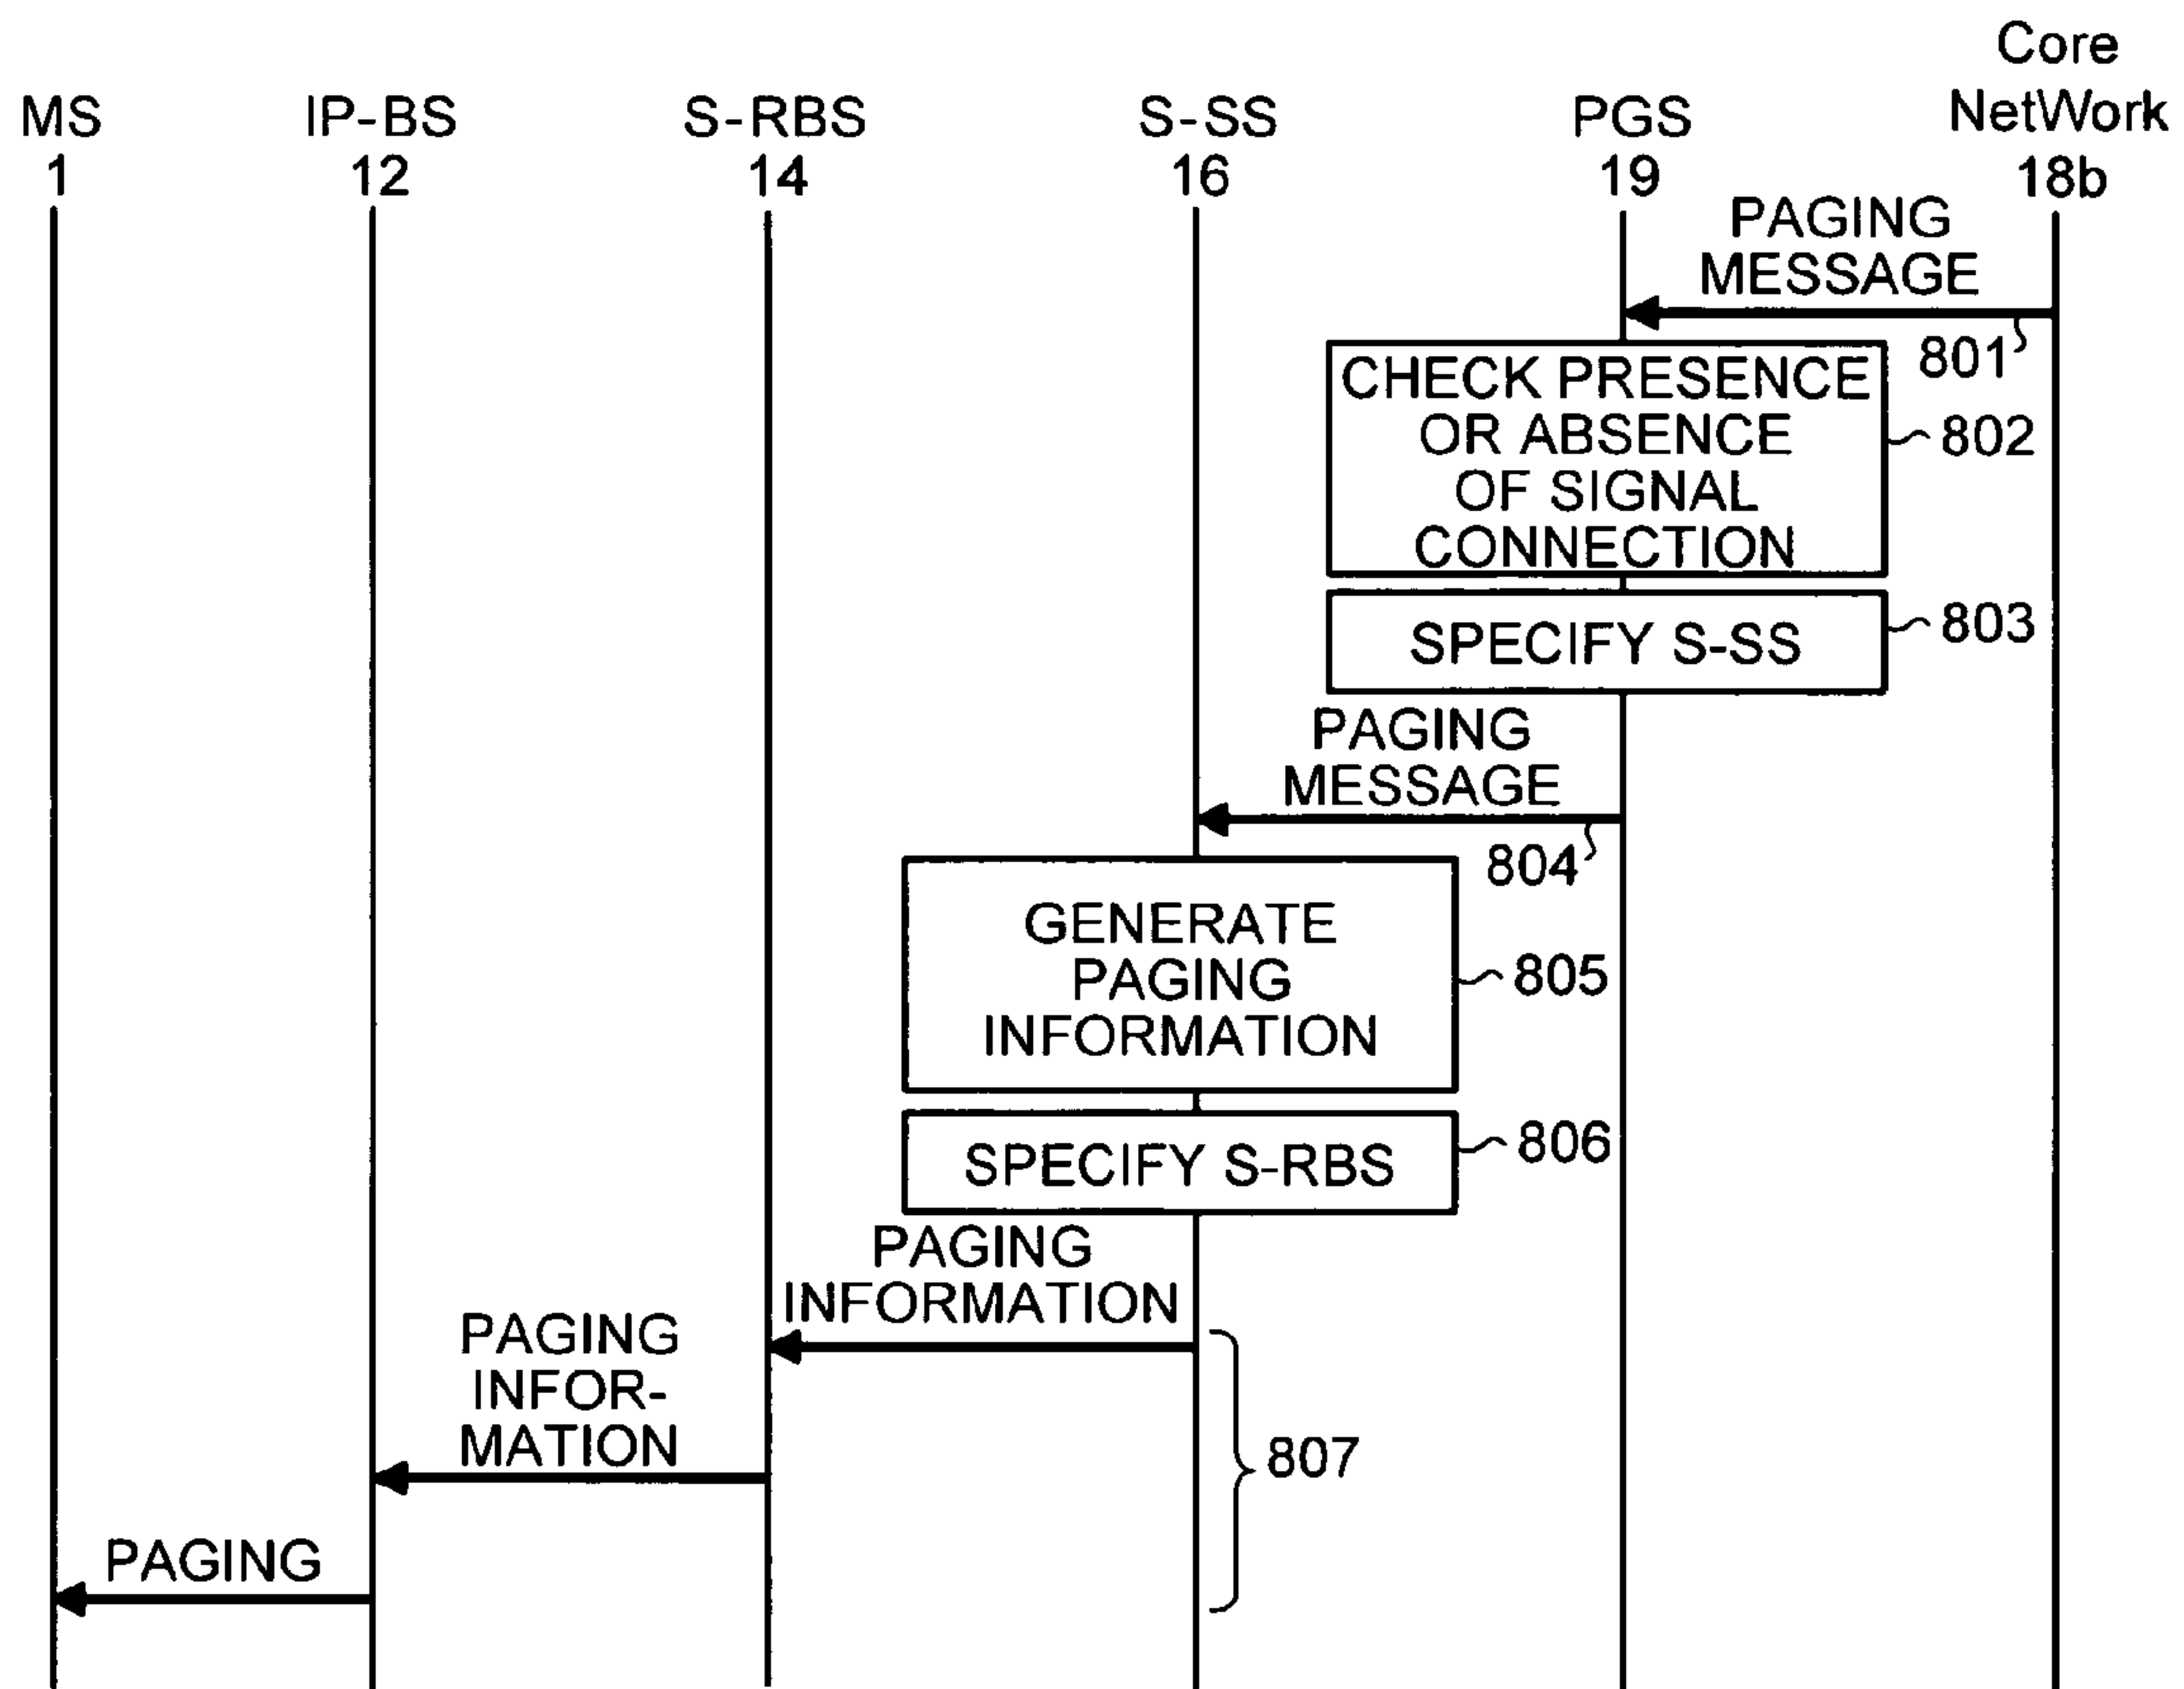 Core
MS IP-BS S-RBS S-SS PGS NetWork
1 12 14 16 19 18b
PAGING
MESSAGE
801
CHECK PRESENCE
OR ABSENCE
OF SIGNAL
CONNECTION
802
SPECIFY S-SS
803
PAGING
MESSAGE
804
GENERATE
PAGING
INFORMATION
805
SPECIFY S-RBS
806
PAGING
INFORMATION
PAGING
INFOR-
MATION
807
PAGING